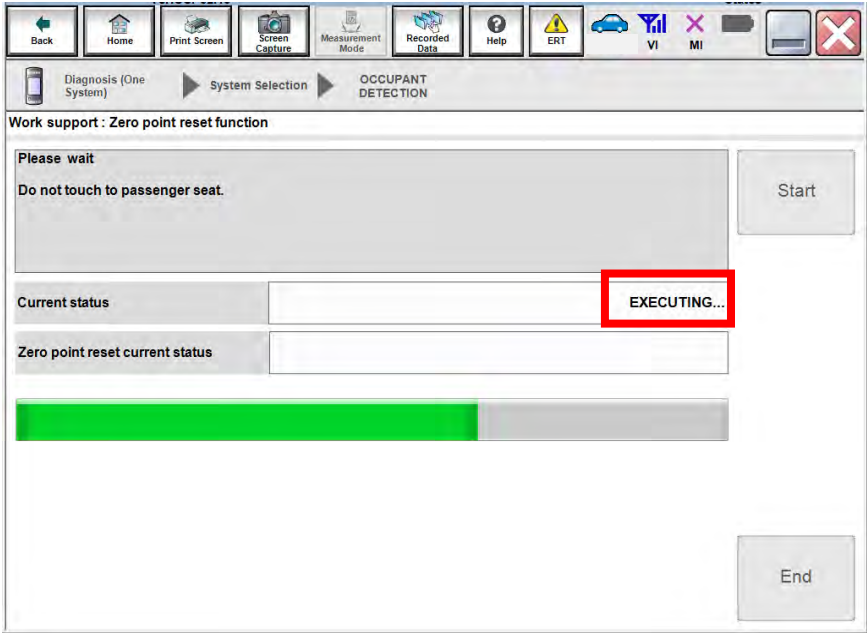 Back
Home
Print Screen
Screen
Capture
Measurement
Mode
Recorded
Data
Help
ERT
VI
MI
Diagnosis (One
System)
System Selection
OCCUPANT
DETECTION
Work support : Zero point reset function
Please wait
Do not touch to passenger seat.
Start
Current status
EXECUTING...
Zero point reset current status
End